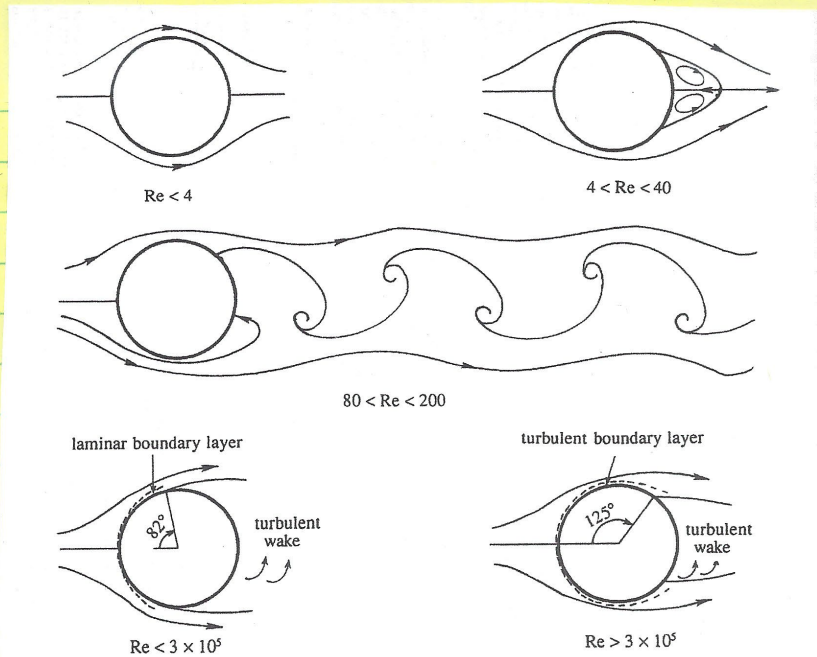 Re < 4
4 < Re < 40
80 < Re < 200
laminar boundary layer
82°
turbulent
wake
Re < 3 × 10⁵
turbulent boundary layer
125°
turbulent
wake
Re > 3 × 10⁵